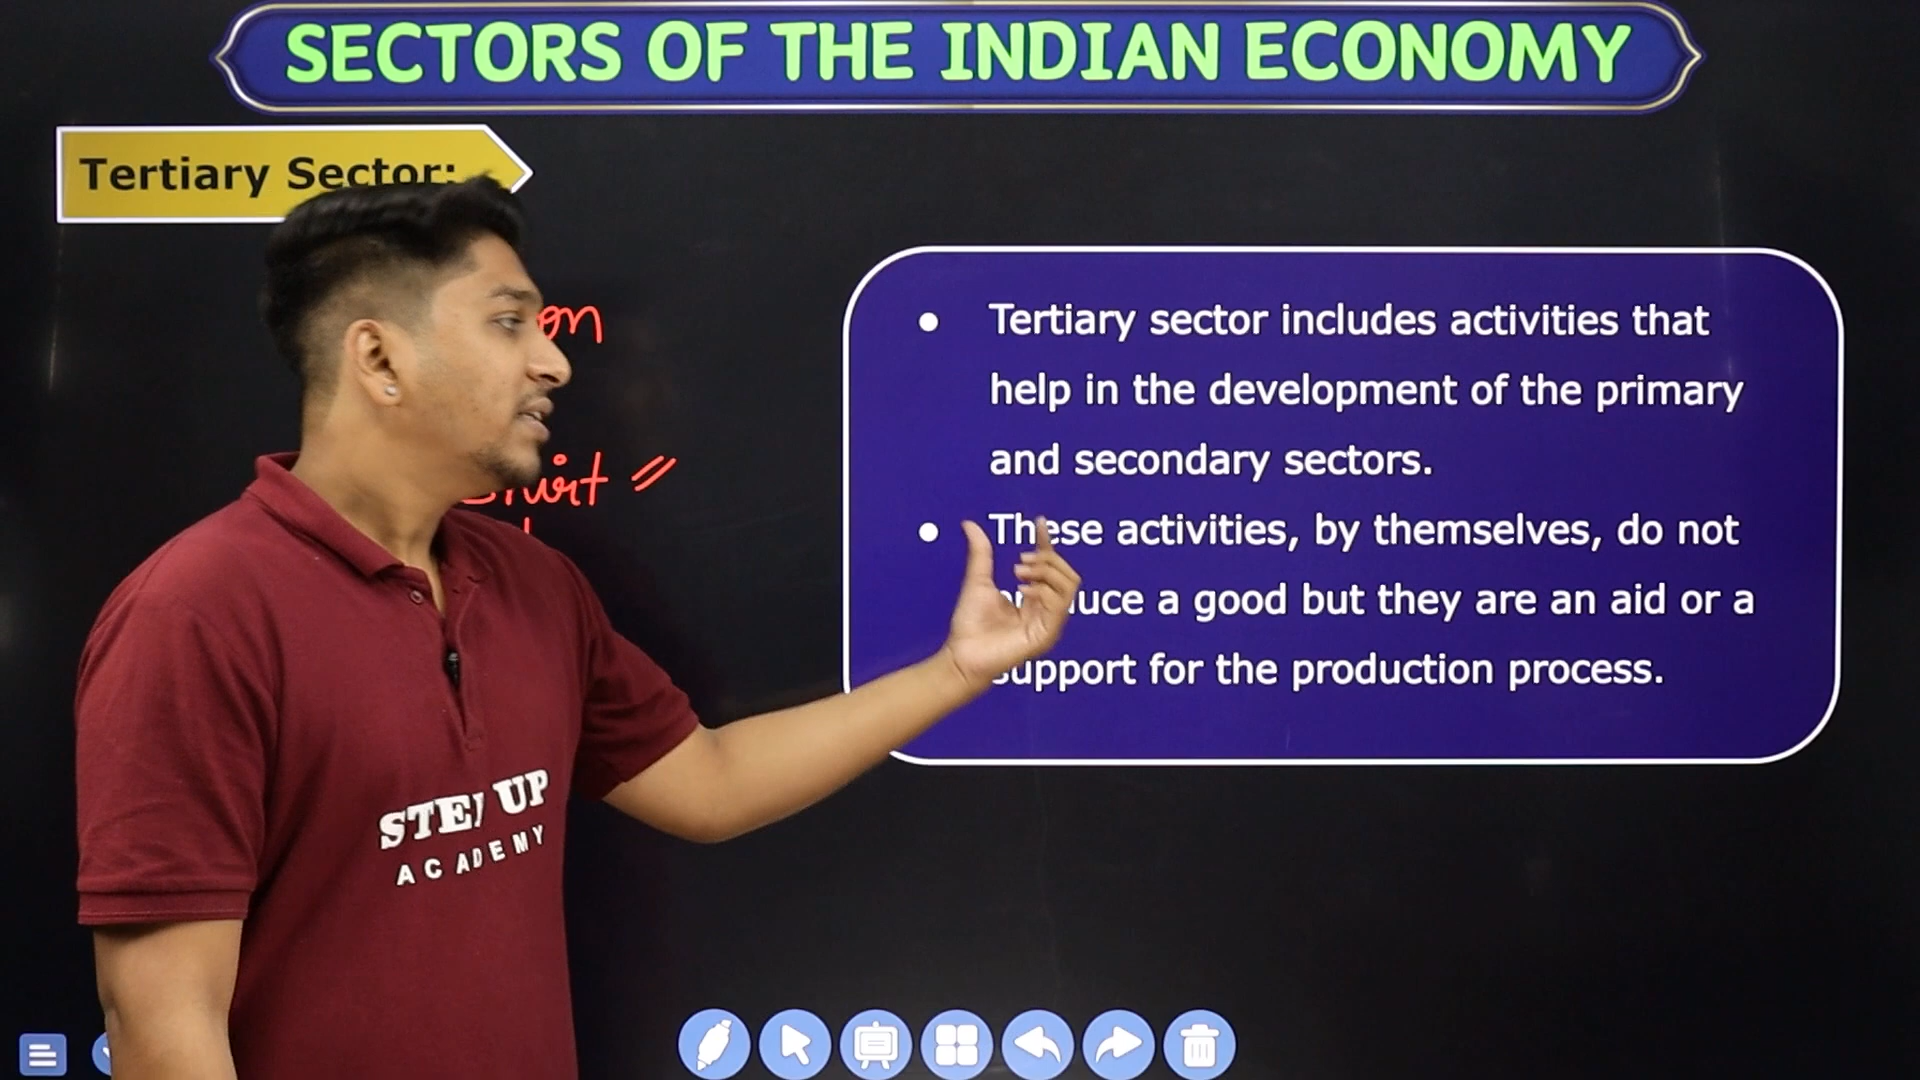 SECTORS OF THE INDIAN ECONOMY
Tertiary Sector:
Tertiary sector includes activities that
help in the development of the primary
and secondary sectors.
These activities, by themselves, do not
a good but they are an aid or a
support for the production process.
STEP UP
ACADEMY